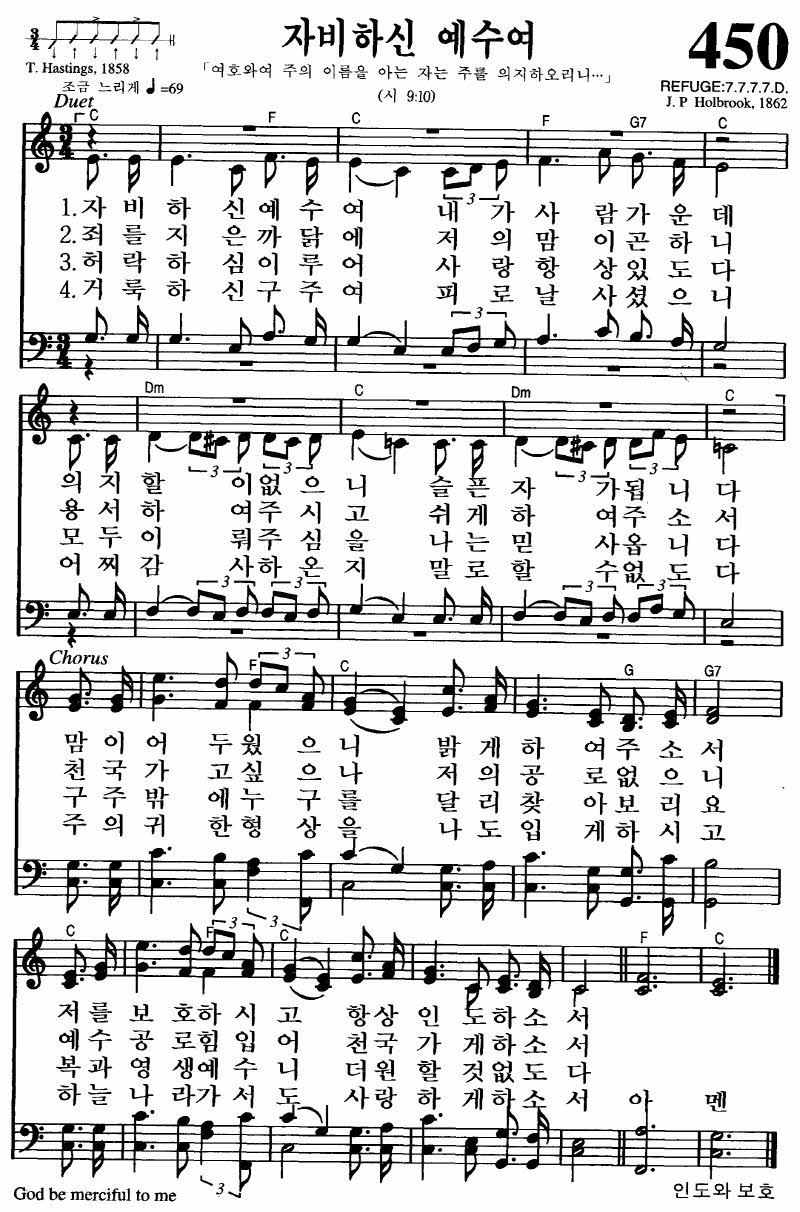 자비하신 예수여
450
T. Hastings, 1858
「여호와여 주의 이름을 아는 자는 주를 의지하오리니…」
REFUGE:7.7.7.7.D.
조금 느리게 ♩=69
(시 9:10)
J. P Holbrook, 1862
Duet
C F C F G7 C
3
1. 자 비 하 신 예 수 여 내 가 사 람 가 운 데
2. 죄 를 지 은 까 닭 에 저 의 맘 이 곤 하 니
3. 허 락 하 심 이 루 어 사 랑 항 상 있 도 다
4. 거 룩 하 신 구 주 여 피 로 날 사 셨 으 니
3
Dm C Dm C
3 3 3 3
의 지 할 이 없 으 니 슬 픈 자 가 됩 니 다
용 서 하 여 주 시 고 쉬 게 하 여 주 소 서
모 두 이 뤄 주 심 을 나 는 믿 사 옵 니 다
어 찌 감 사 하 온 지 말 로 할 수 없 도 다
3 3 3 3
Chorus
F 3 C G G7
맘 이 어 두 웠 으 니 밝 게 하 여 주 소 서
천 국 가 고 싶 으 나 저 의 공 로 없 으 니
구 주 밖 에 누 구 를 달 리 찾 아 보 리 요
주 의 귀 한 형 상 을 나 도 입 게 하 시 고
3
C F 3 C G7 C F C
저 를 보 호 하 시 고 항 상 인 도 하 소 서
예 수 공 로 힘 입 어 천 국 가 게 하 소 서
복 과 영 생 예 수 니 더 원 할 것 없 도 다
하 늘 나 라 가 서 도 사 랑 하 게 하 소 서 아 멘
3
God be merciful to me
인도와 보호